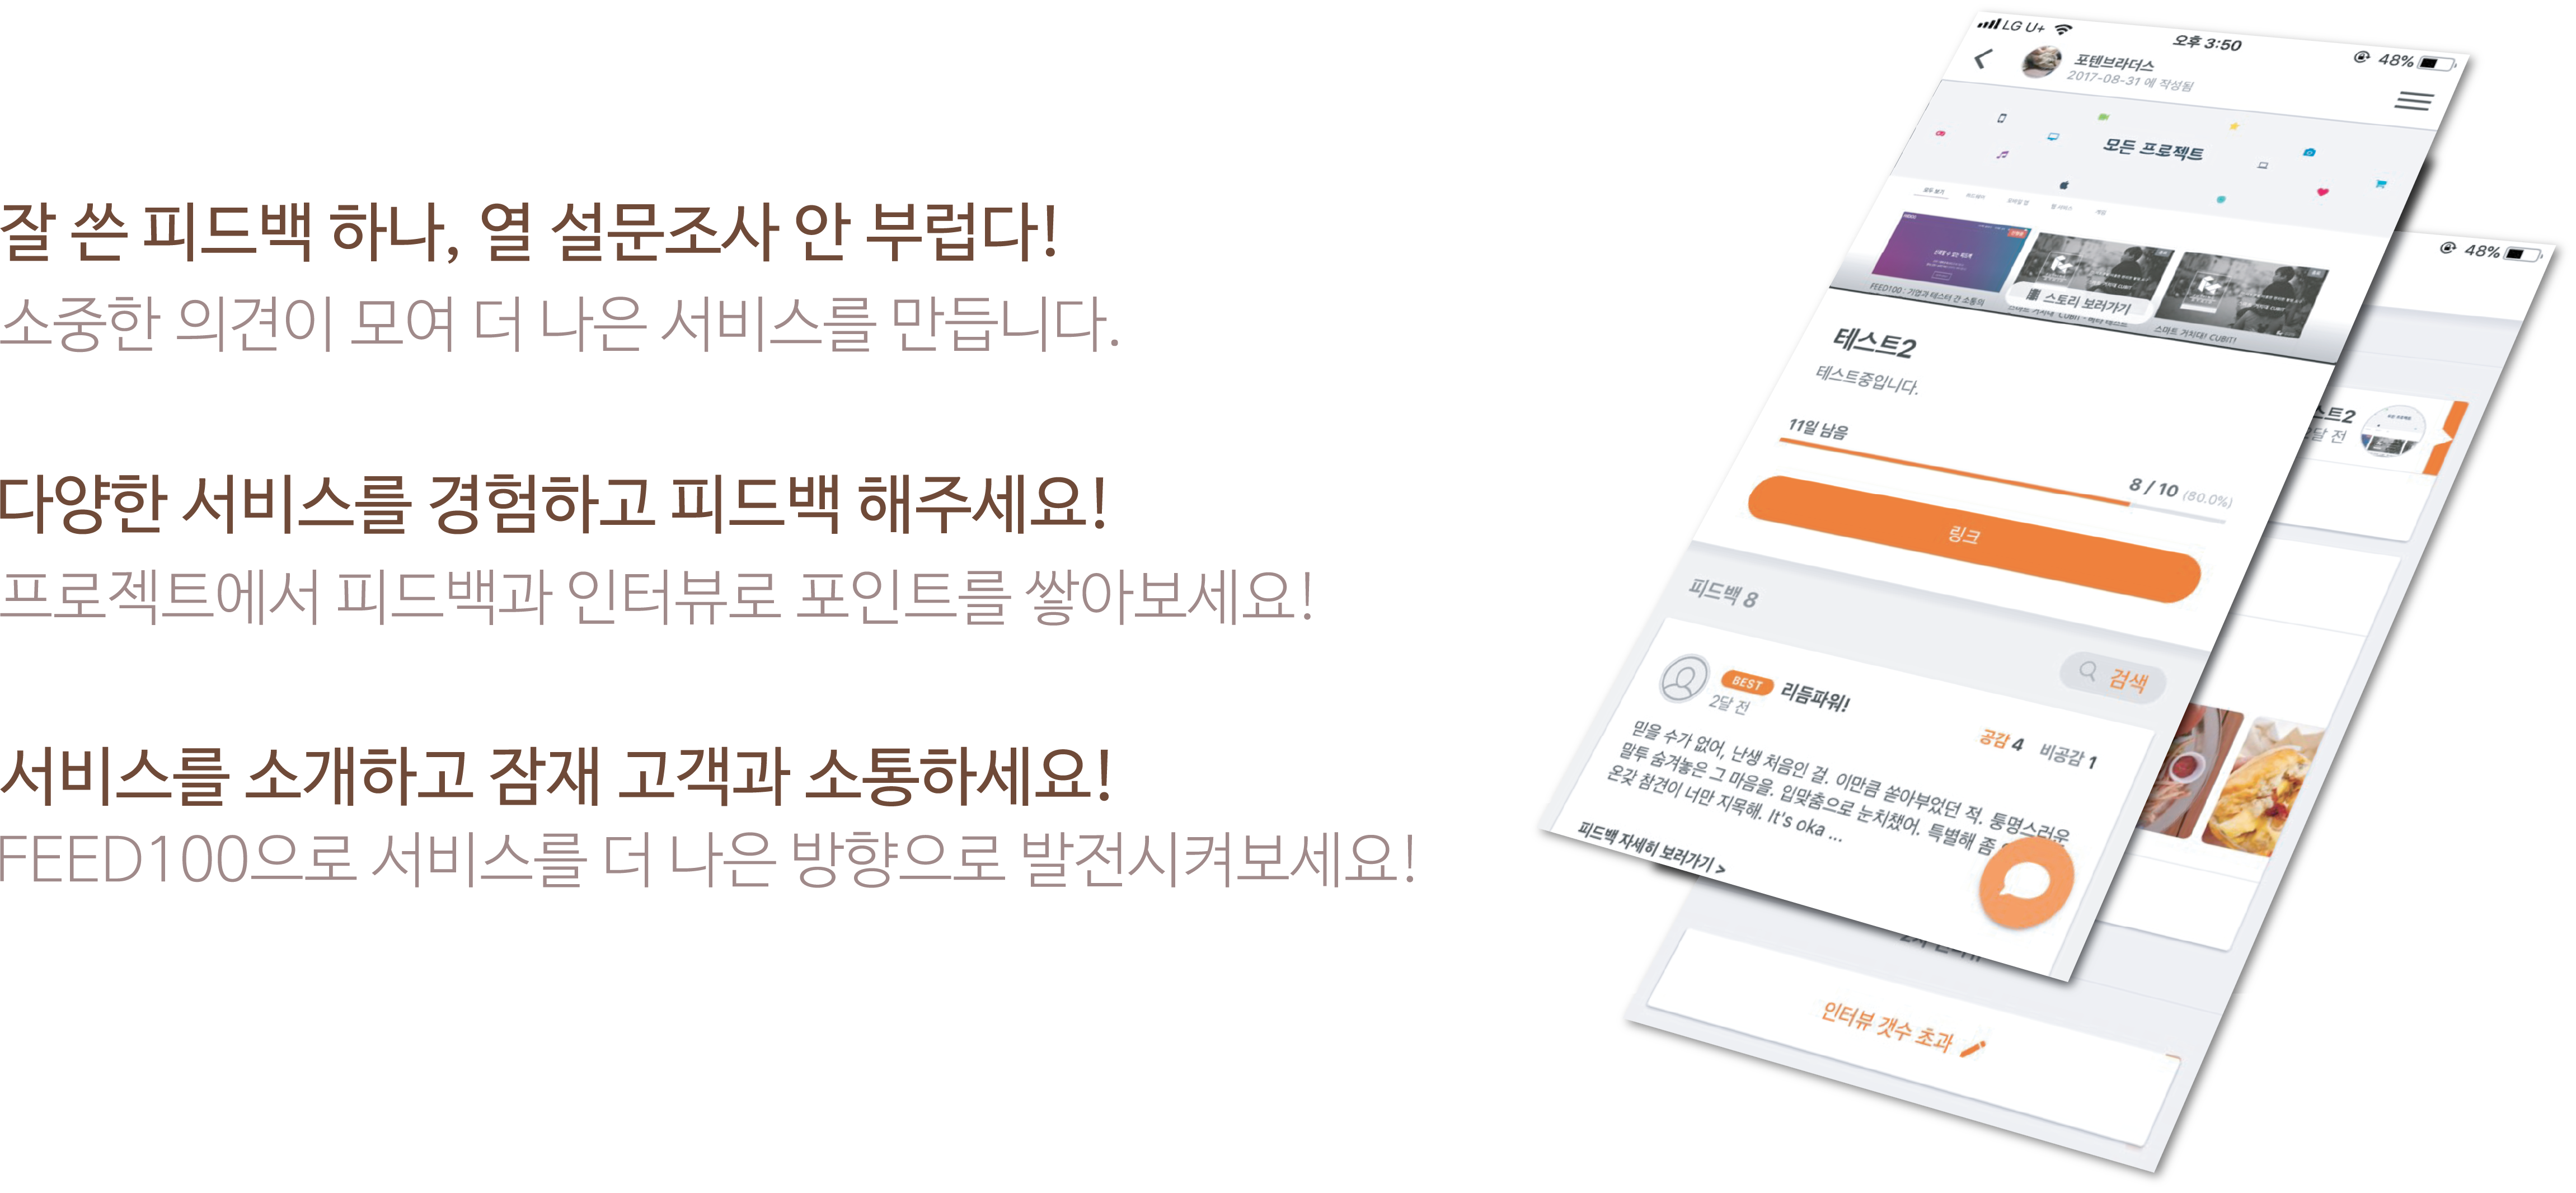 잘 쓴 피드백 하나, 열 설문조사 안 부럽다!
소중한 의견이 모여 더 나은 서비스를 만듭니다.
다양한 서비스를 경험하고 피드백 해주세요!
프로젝트에서 피드백과 인터뷰로 포인트를 쌓아보세요!
서비스를 소개하고 잠재 고객과 소통하세요!
FEED100으로 서비스를 더 나은 방향으로 발전시켜보세요!
LG U+
오후 3:50
48%
포텐브라더스
2017-08-31 에 작성됨
모든 프로젝트
모두 보기
FEED100 : 기업과 테스터 간 소통의
스토리 보러가기
스마트 거치대! CUBIT!
테스트2
테스트중입니다.
11일 남음
8 / 10 (80.0%)
링크
피드백 8
검색
BEST 리듬파워!
2달 전
공감 4 비공감 1
믿을 수가 없어, 난생 처음인 걸. 이만큼 쏟아부었던 적. 퉁명스러운
말투 숨겨놓은 그 마음을. 입맞춤으로 눈치챘어. 특별해 좀
온갖 참견이 너만 지목해. It's oka ...
피드백 자세히 보러가기 >
48%
스트2
2달 전
인터뷰 갯수 초과